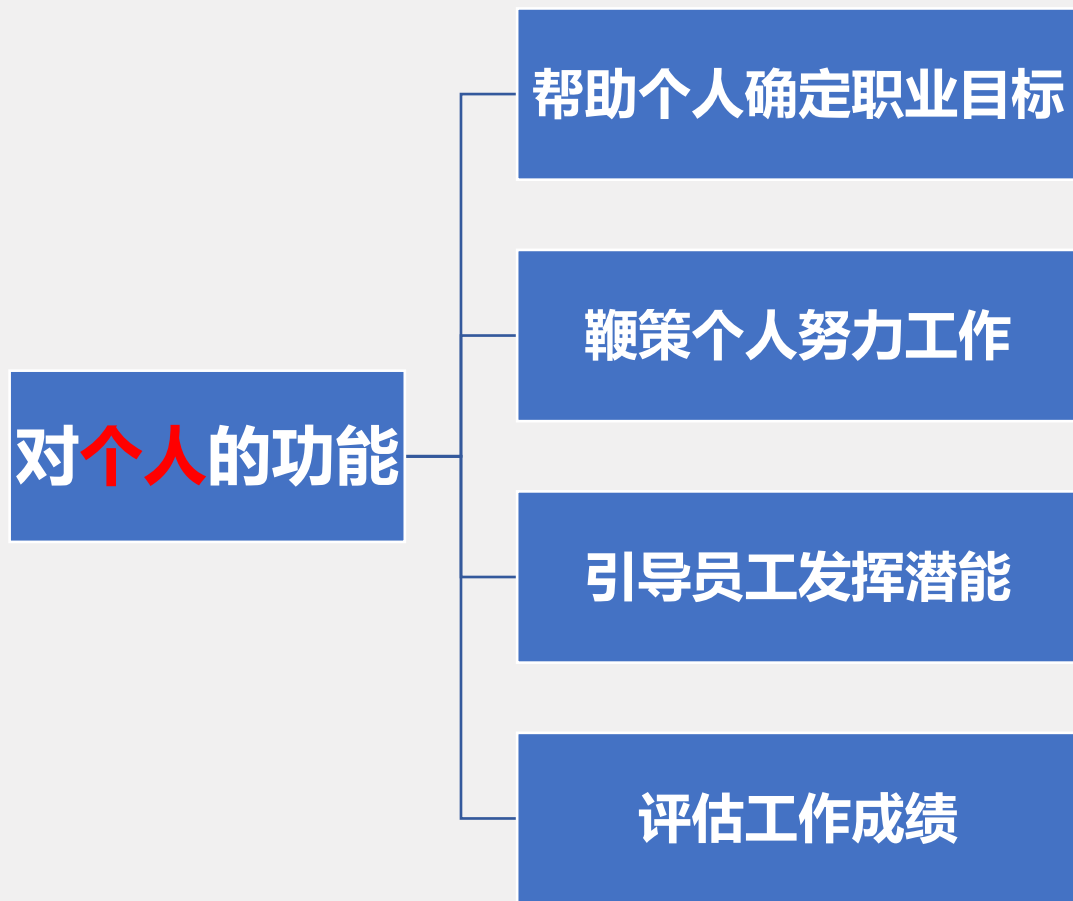 对个人的功能
帮助个人确定职业目标
鞭策个人努力工作
引导员工发挥潜能
评估工作成绩